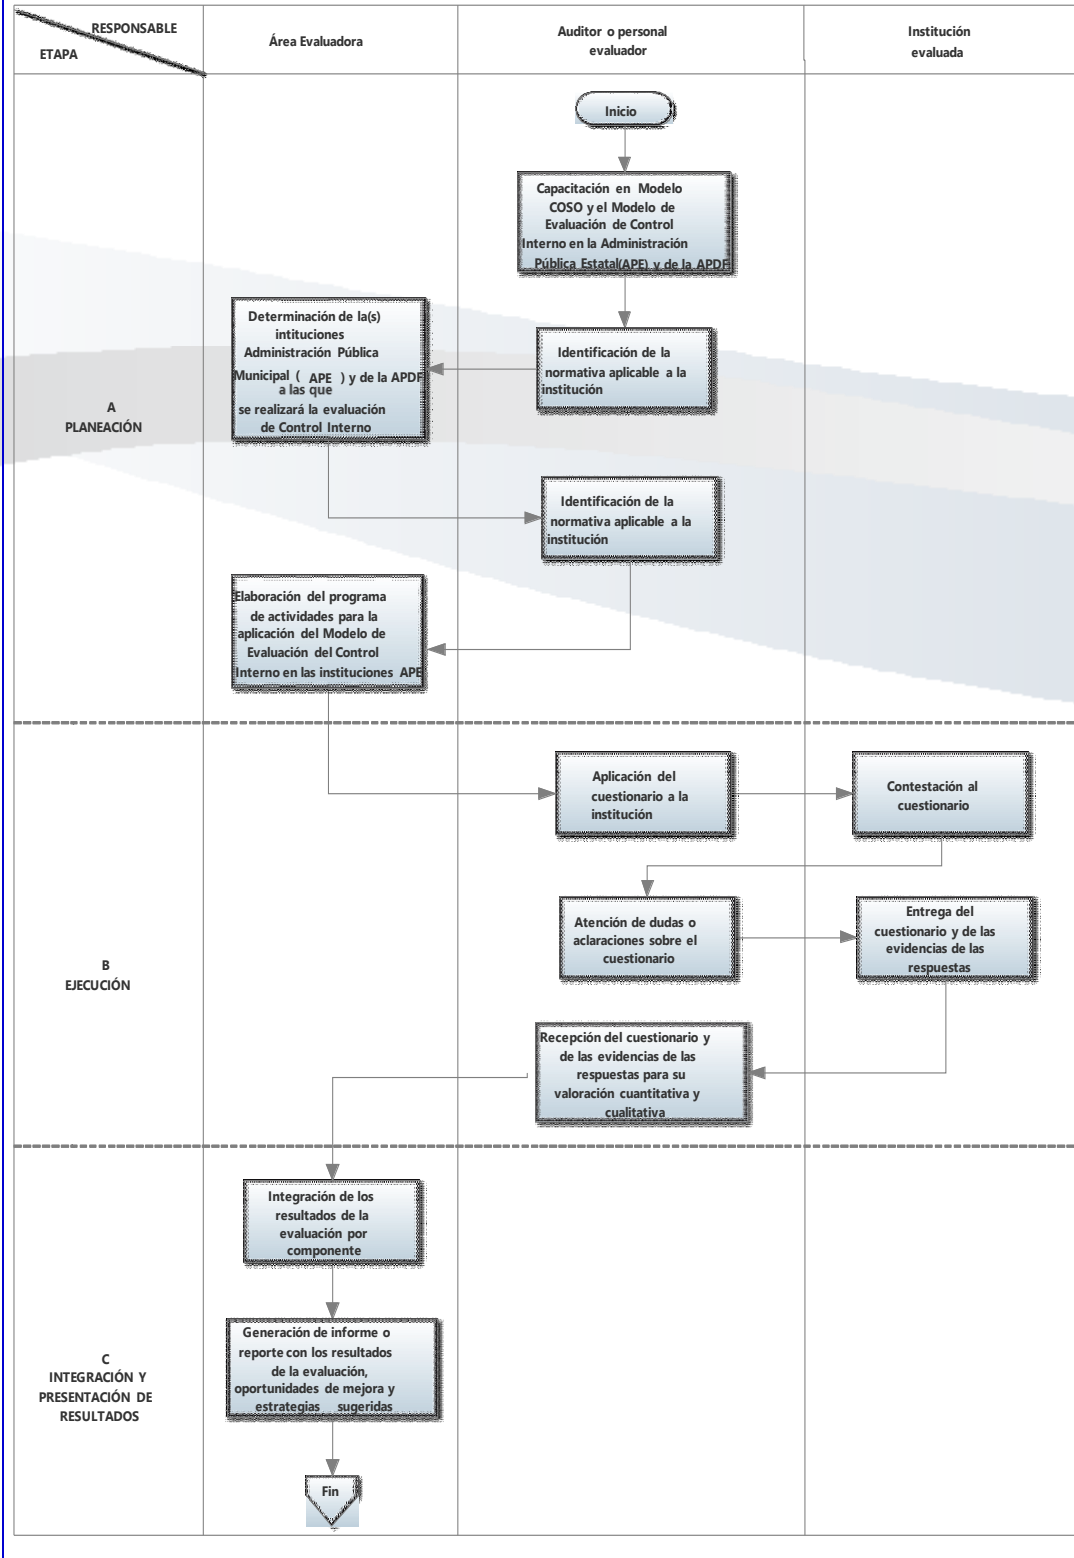 RESPONSABLE
ETAPA
Área Evaluadora
Auditor o personal
evaluador
Institución
evaluada
Inicio
Capacitación en Modelo
COSO y el Modelo de
Evaluación de Control
Interno en la Administración
Pública Estatal(APE) y de la APDF
Determinación de la(s)
intituciones
Administración Pública
Municipal ( APE ) y de la APDF
a las que
se realizará la evaluación
de Control Interno
Identificación de la
normativa aplicable a la
institución
A
PLANEACIÓN
Identificación de la
normativa aplicable a la
institución
Elaboración del programa
de actividades para la
aplicación del Modelo de
Evaluación del Control
Interno en las instituciones APE
Aplicación del
cuestionario a la
institución
Contestación al
cuestionario
Atención de dudas o
aclaraciones sobre el
cuestionario
Entrega del
cuestionario y de las
evidencias de las
respuestas
B
EJECUCIÓN
Recepción del cuestionario y
de las evidencias de las
respuestas para su
valoración cuantitativa y
cualitativa
Integración de los
resultados de la
evaluación por
componente
Generación de informe o
reporte con los resultados
de la evaluación,
oportunidades de mejora y
estrategias sugeridas
C
INTEGRACIÓN Y
PRESENTACIÓN DE
RESULTADOS
Fin